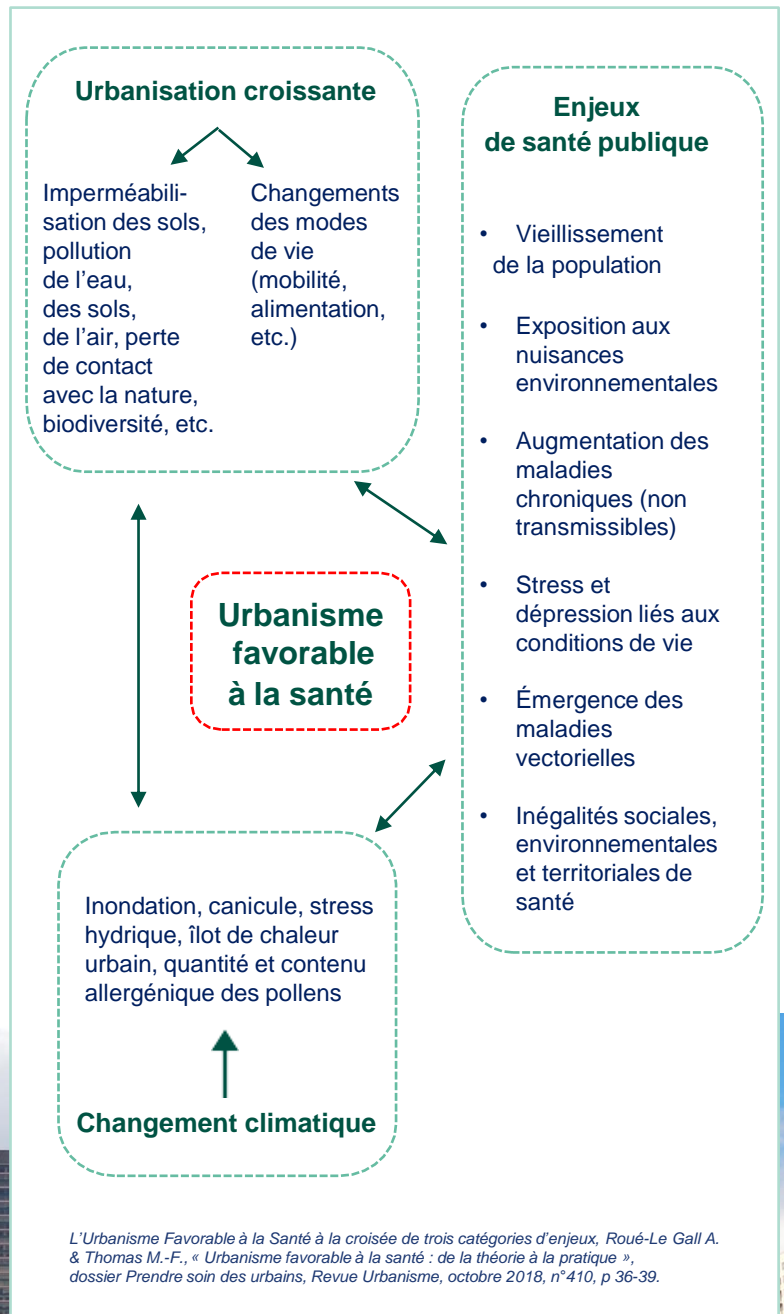 Urbanisation croissante
Imperméabili-
sation des sols,
pollution
de l'eau,
des sols,
de l'air, perte
de contact
avec la nature,
biodiversité, etc.
Changements
des modes
de vie
(mobilité,
alimentation,
etc.)
Enjeux
de santé publique
• Vieillissement
de la population
• Exposition aux
nuisances
environnementales
• Augmentation des
maladies
chroniques (non
transmissibles)
• Stress et
dépression liés aux
conditions de vie
• Émergence des
maladies
vectorielles
• Inégalités sociales,
environnementales
et territoriales de
santé
Urbanisme
favorable
à la santé
Inondation, canicule, stress
hydrique, îlot de chaleur
urbain, quantité et contenu
allergénique des pollens
Changement climatique
L'Urbanisme Favorable à la Santé à la croisée de trois catégories d'enjeux, Roué-Le Gall A.
& Thomas M.-F., « Urbanisme favorable à la santé : de la théorie à la pratique »,
dossier Prendre soin des urbains, Revue Urbanisme, octobre 2018, n°410, p 36-39.